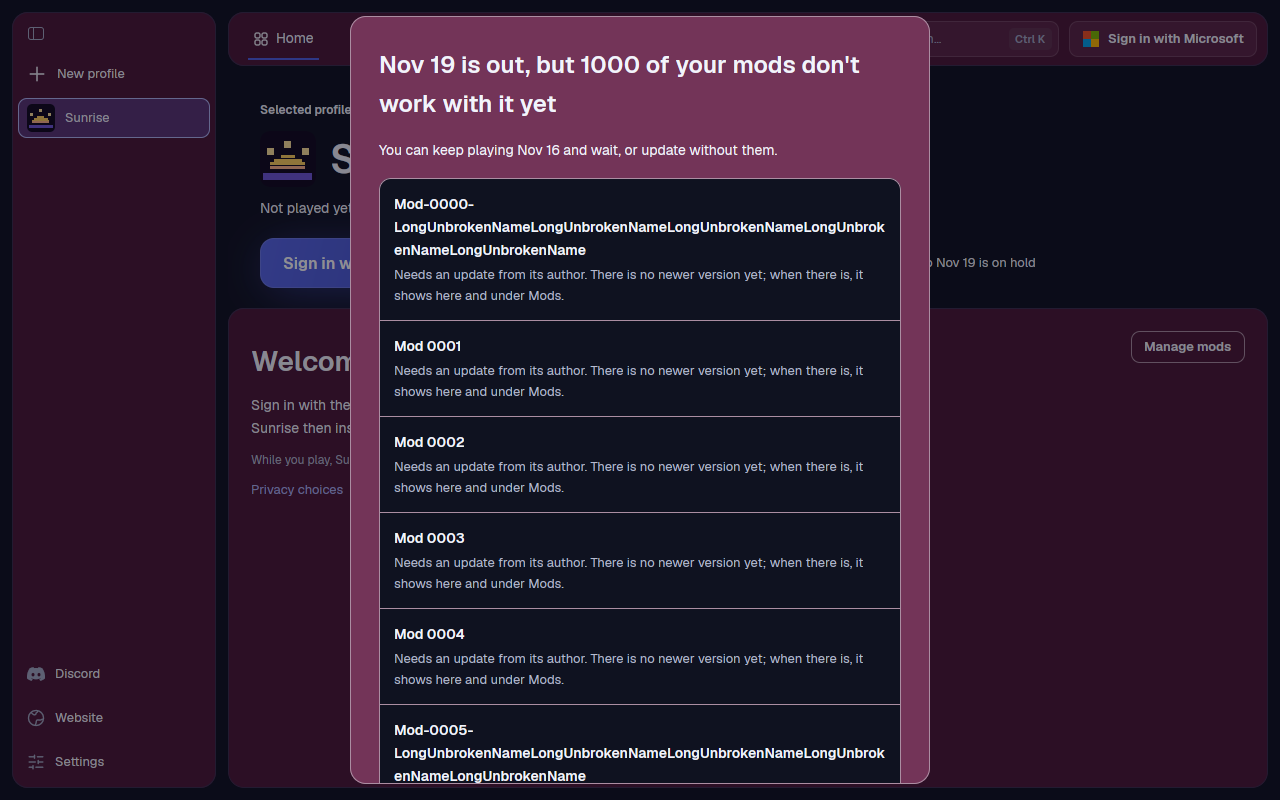 New profile
Sunrise
Discord
Website
Settings
Home
Ctrl K
Sign in with Microsoft
Selected profile
S
Not played yet
Sign in w
Nov 19 is on hold
Welcom
Manage mods
Sign in with the
Sunrise then ins
While you play, Su
Privacy choices
Nov 19 is out, but 1000 of your mods don't
work with it yet
You can keep playing Nov 16 and wait, or update without them.
Mod-0000-
LongUnbrokenNameLongUnbrokenNameLongUnbrokenNameLongUnbrok
enNameLongUnbrokenName
Needs an update from its author. There is no newer version yet; when there is, it
shows here and under Mods.
Mod 0001
Needs an update from its author. There is no newer version yet; when there is, it
shows here and under Mods.
Mod 0002
Needs an update from its author. There is no newer version yet; when there is, it
shows here and under Mods.
Mod 0003
Needs an update from its author. There is no newer version yet; when there is, it
shows here and under Mods.
Mod 0004
Needs an update from its author. There is no newer version yet; when there is, it
shows here and under Mods.
Mod-0005-
LongUnbrokenNameLongUnbrokenNameLongUnbrokenNameLongUnbrok
enNameLongUnbrokenName